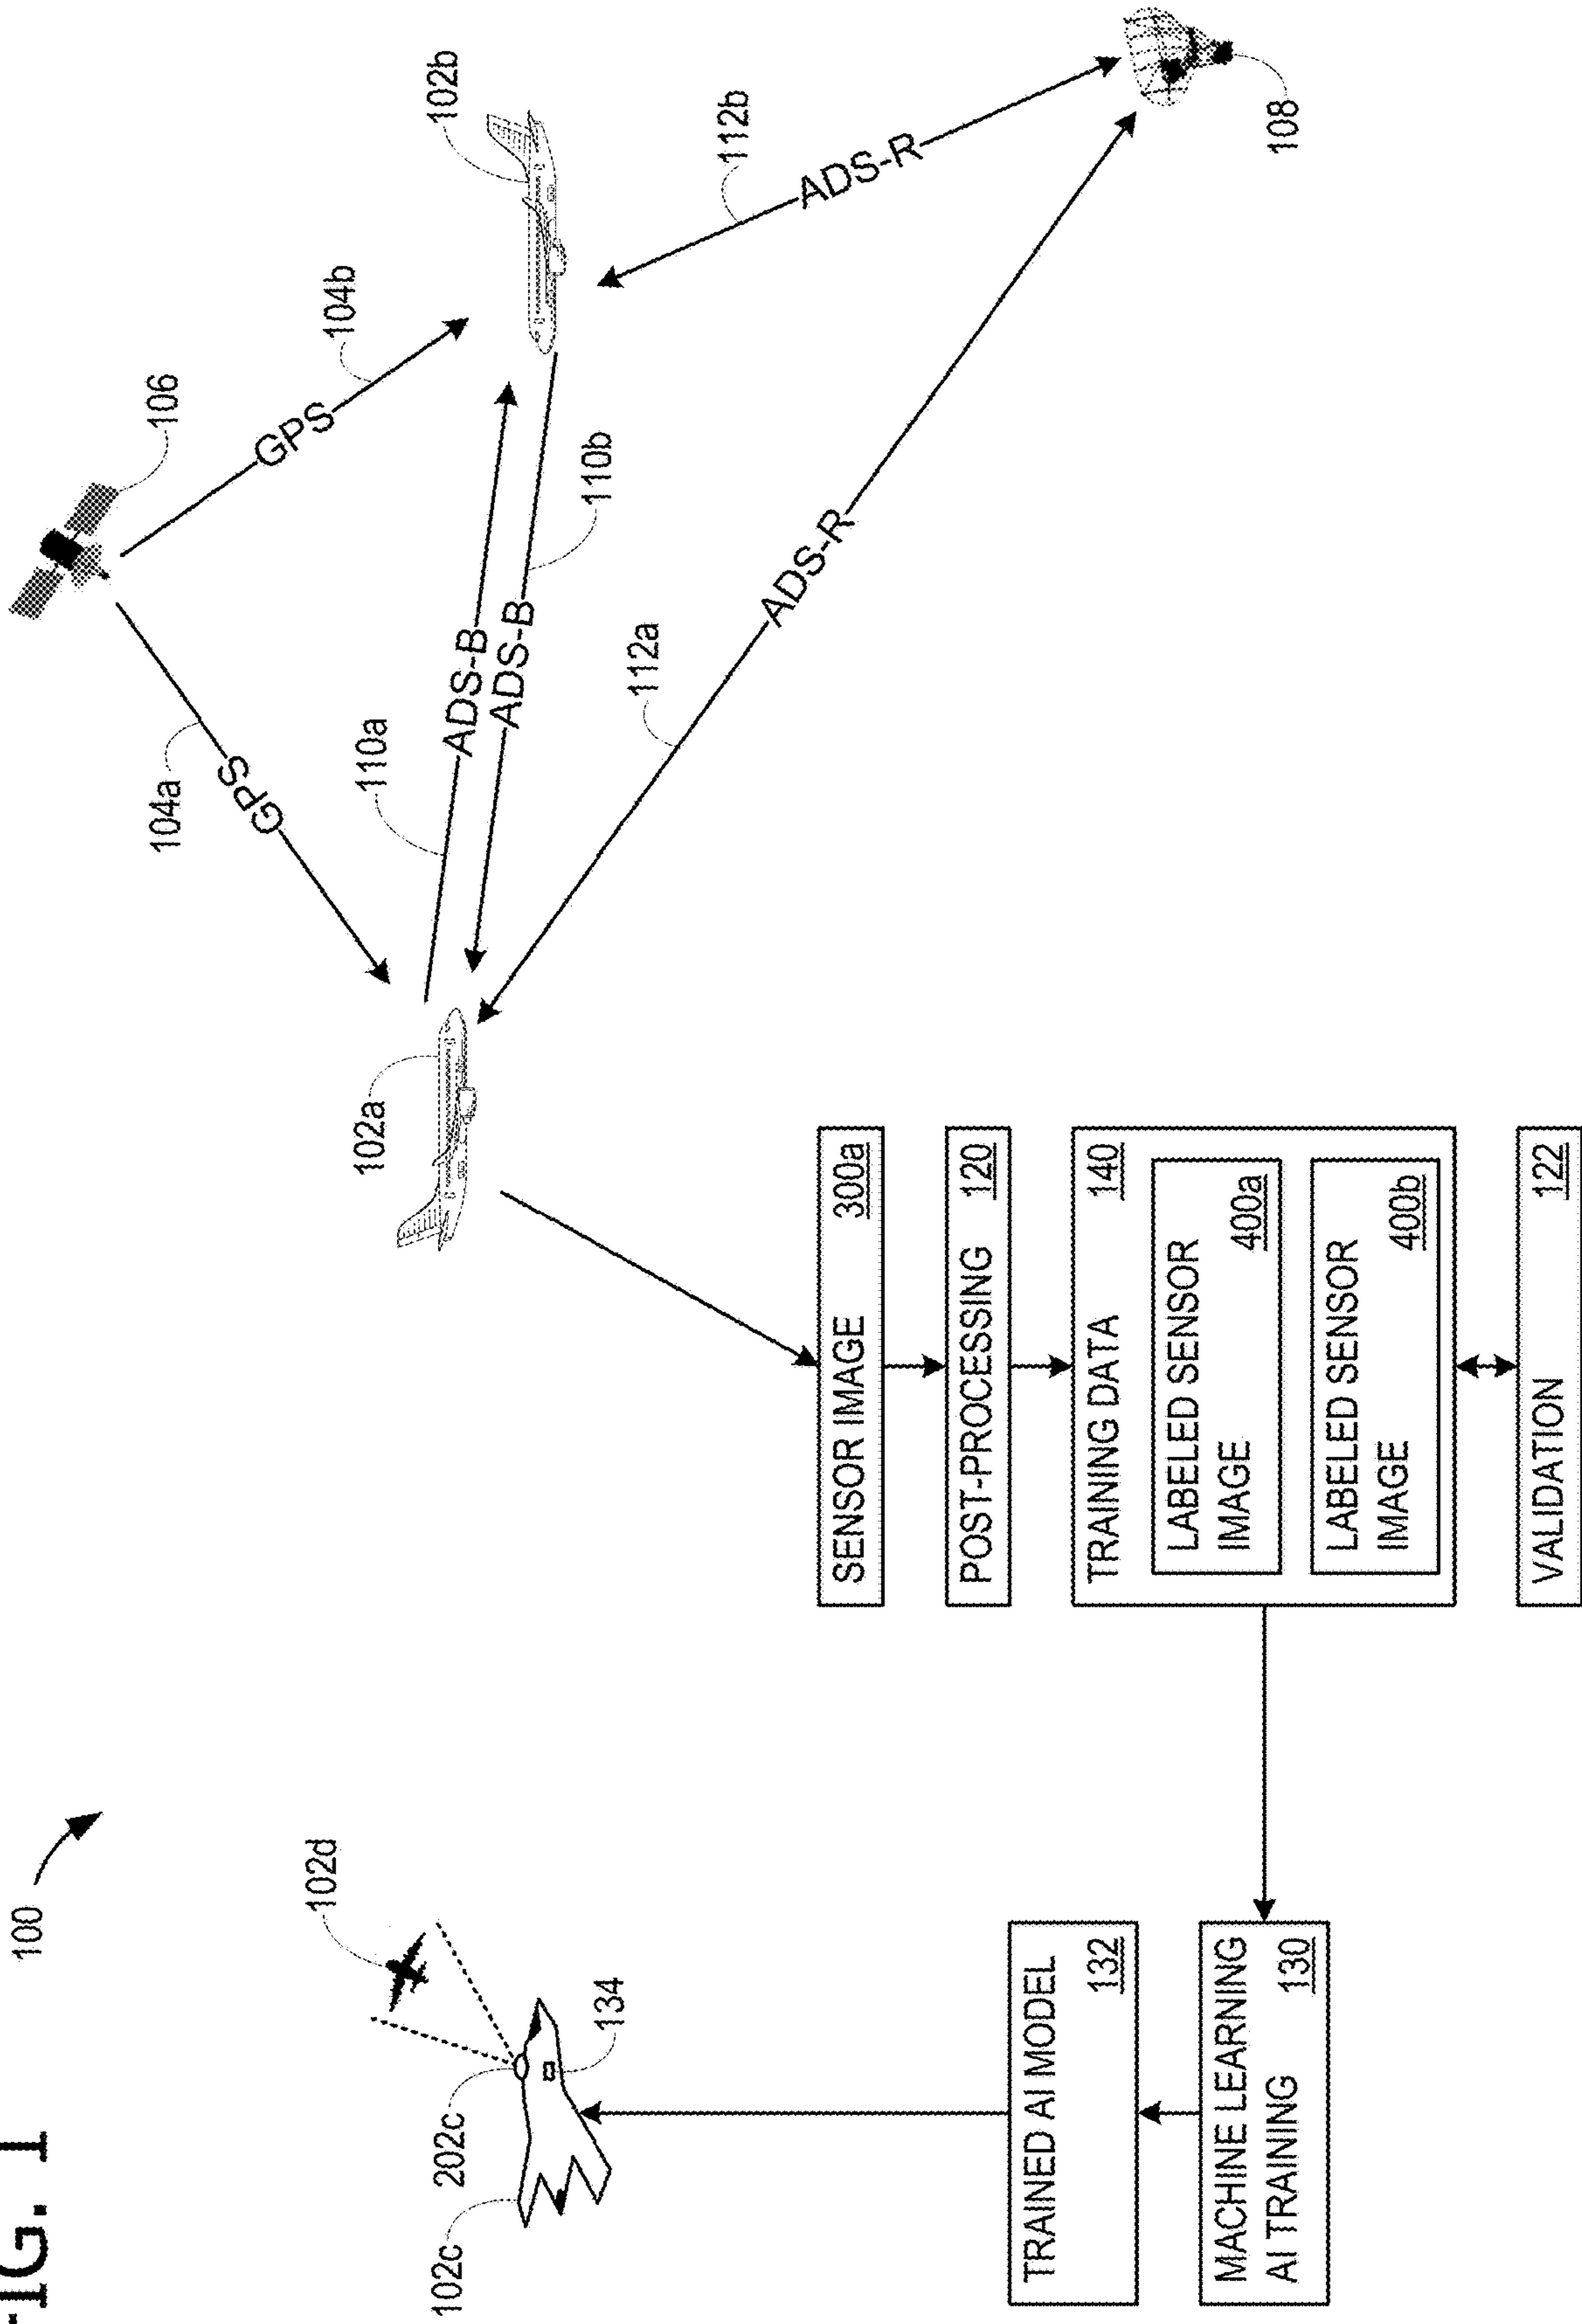 FIG. 1
100
106
104a
GPS
GPS
104b
102a
110a
ADS-B
ADS-B
110b
102b
112a
ADS-R
112b
ADS-R
108
102c
202c
102d
134
SENSOR IMAGE 300a
POST-PROCESSING 120
TRAINING DATA 140
LABELED SENSOR
IMAGE 400a
LABELED SENSOR
IMAGE 400b
VALIDATION 122
TRAINED AI MODEL
132
MACHINE LEARNING
AI TRAINING 130